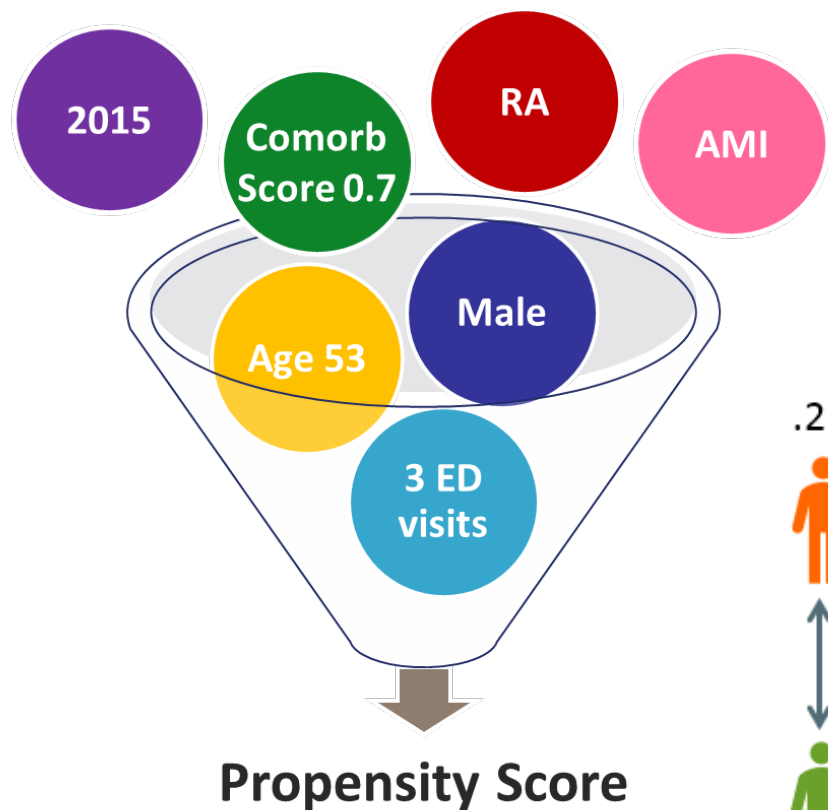 2015
Comorb
Score 0.7
RA
AMI
Age 53
Male
3 ED
visits
.2
Propensity Score